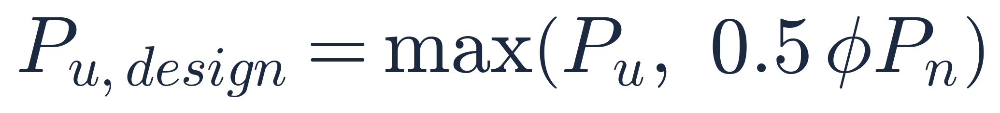 P_{u, design} = max(P_u, 0.5 ϕP_n)